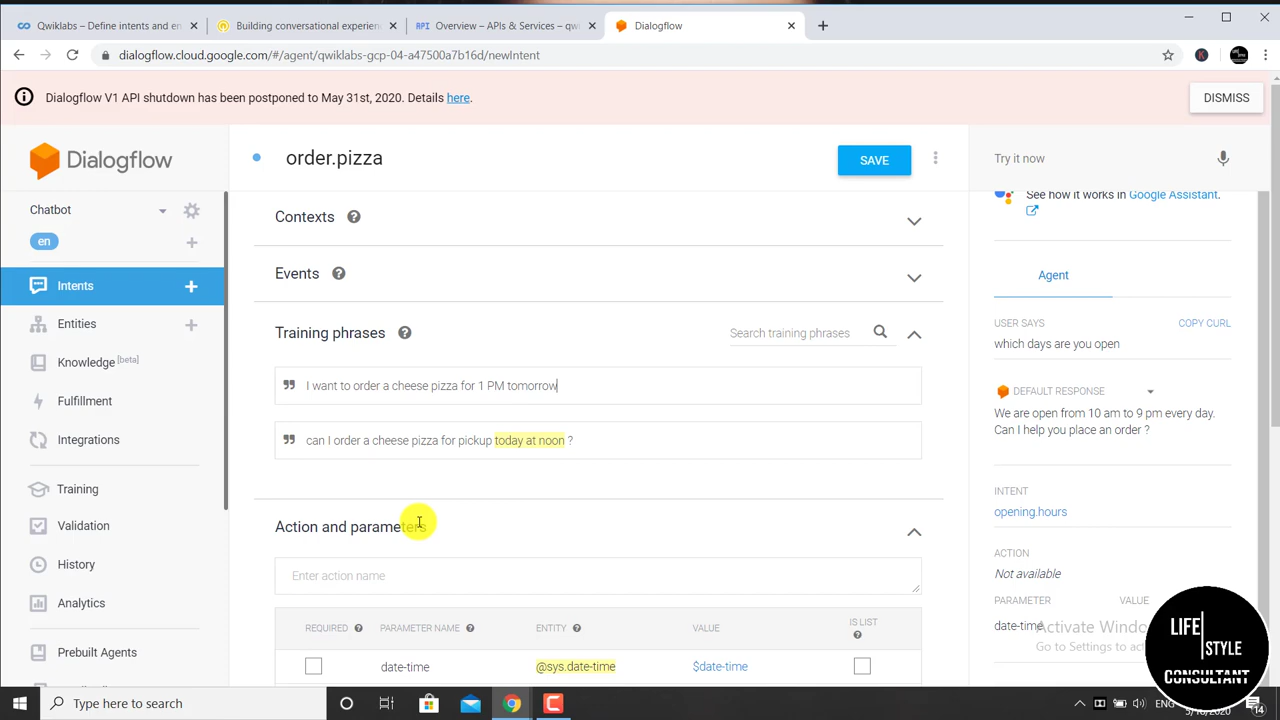 Qwiklabs – Define intents and en
Building conversational experien
API Overview – APIs & Services – qwi
Dialogflow
dialogflow.cloud.google.com/#/agent/qwiklabs-gcp-04-a47500a7b16d/newIntent
K
Dialogflow V1 API shutdown has been postponed to May 31st, 2020. Details here.
DISMISS
Dialogflow
order.pizza
SAVE
Try it now
See how it works in Google Assistant.
Chatbot
en
Intents
Entities
Knowledge [beta]
Fulfillment
Integrations
Training
Validation
History
Analytics
Prebuilt Agents
Contexts
Events
Training phrases
Search training phrases
I want to order a cheese pizza for 1 PM tomorrow
can I order a cheese pizza for pickup today at noon ?
Action and parameters
Enter action name
REQUIRED PARAMETER NAME ENTITY VALUE IS LIST
date-time @sys.date-time $date-time
Agent
USER SAYS COPY CURL
which days are you open
DEFAULT RESPONSE
We are open from 10 am to 9 pm every day.
Can I help you place an order ?
INTENT
opening.hours
ACTION
Not available
PARAMETER VALUE
date-time
Activate Windo
Go to Settings to act
LIFE
STYLE
CONSULTANT
Type here to search
ENG
14